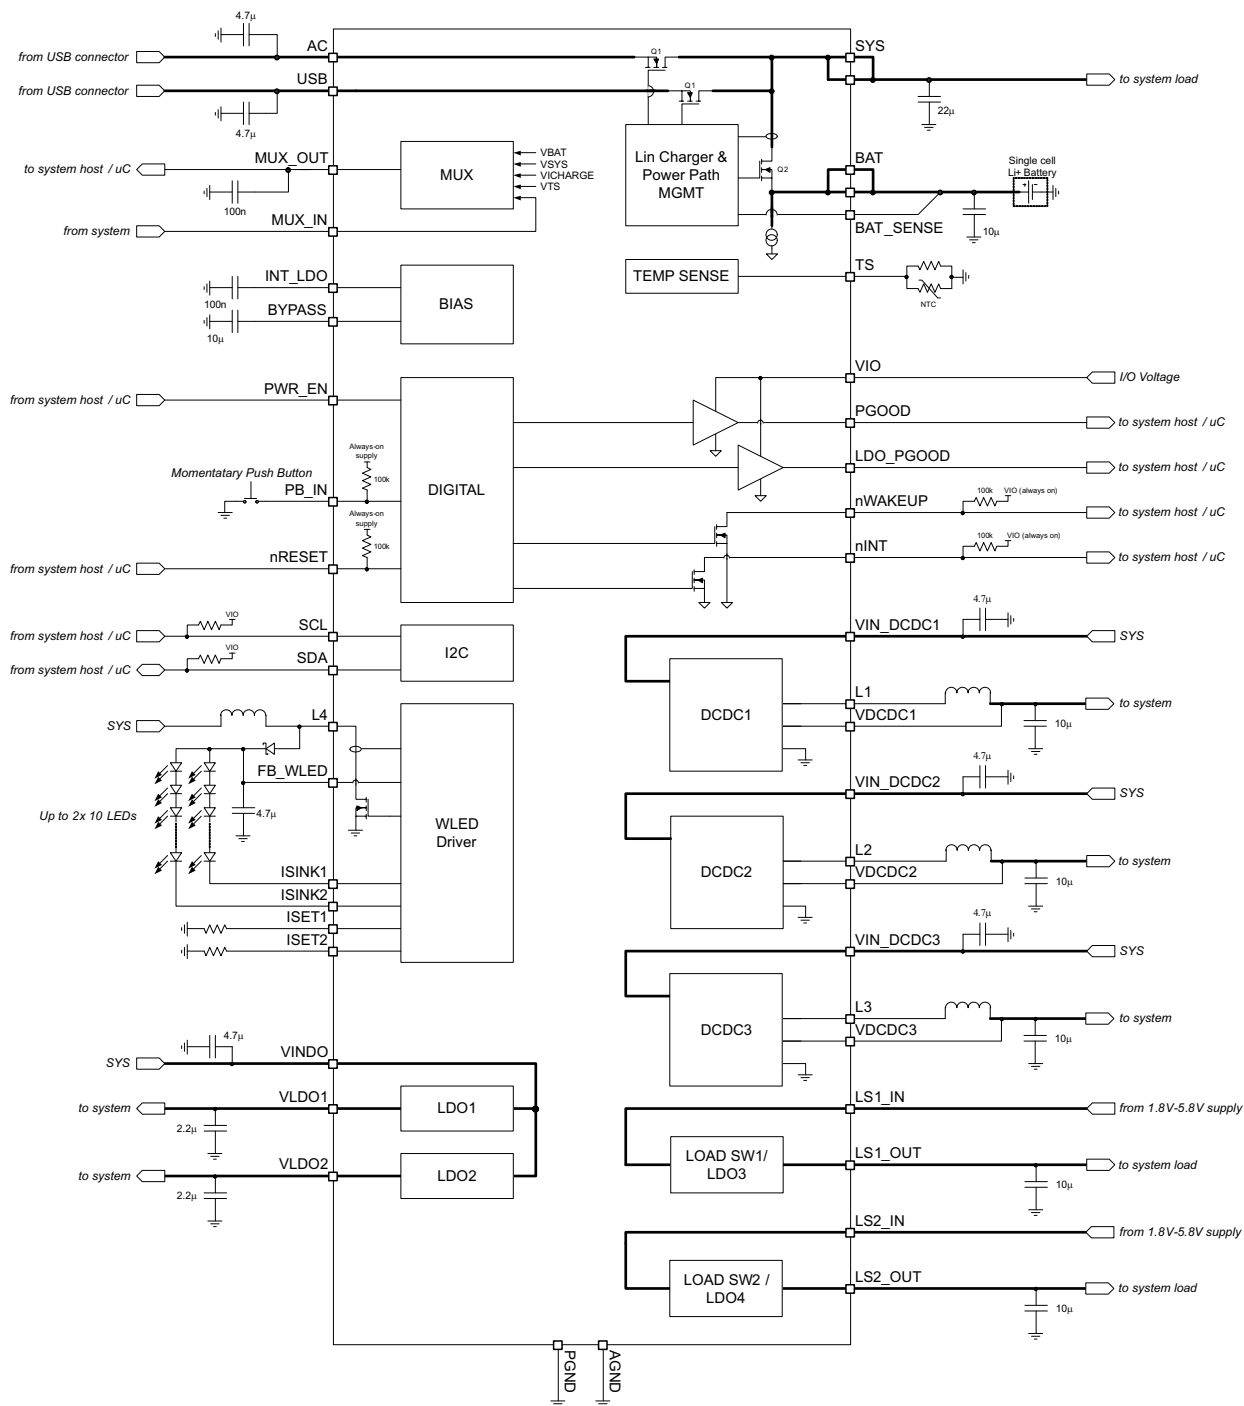 4.7µ
from USB connector
AC
Q1
SYS
to system load
from USB connector
USB
Q1
4.7µ
22µ
to system host / uC
MUX_OUT
100n
MUX
VBAT
VSYS
VICHARGE
VTS
Lin Charger &
Power Path
MGMT
Q2
BAT
Single cell
Li+ Battery
+ -
10µ
BAT_SENSE
from system
MUX_IN
TEMP SENSE
TS
NTC
INT_LDO
100n
BYPASS
10µ
BIAS
VIO
I/O Voltage
from system host / uC
PWR_EN
PGOOD
to system host / uC
Always-on
supply
100k
LDO_PGOOD
to system host / uC
Momentatary Push Button
PB_IN
DIGITAL
nWAKEUP
100k
VIO (always on)
to system host / uC
Always-on
supply
100k
nINT
100k
VIO (always on)
to system host / uC
from system host / uC
nRESET
VIO
from system host / uC
SCL
I2C
VIO
from system host / uC
SDA
4.7µ
VIN_DCDC1
SYS
DCDC1
L1
to system
VDCDC1
10µ
SYS
L4
FB_WLED
4.7µ
Up to 2x 10 LEDs
WLED
Driver
ISINK1
ISINK2
ISET1
ISET2
4.7µ
VIN_DCDC2
SYS
DCDC2
L2
to system
VDCDC2
10µ
4.7µ
VIN_DCDC3
SYS
DCDC3
L3
to system
VDCDC3
10µ
4.7µ
SYS
VINDO
to system
VLDO1
LDO1
2.2µ
to system
VLDO2
LDO2
2.2µ
LS1_IN
from 1.8V-5.8V supply
LOAD SW1/
LDO3
LS1_OUT
to system load
10µ
LS2_IN
from 1.8V-5.8V supply
LOAD SW2 /
LDO4
LS2_OUT
to system load
10µ
PGND
AGND